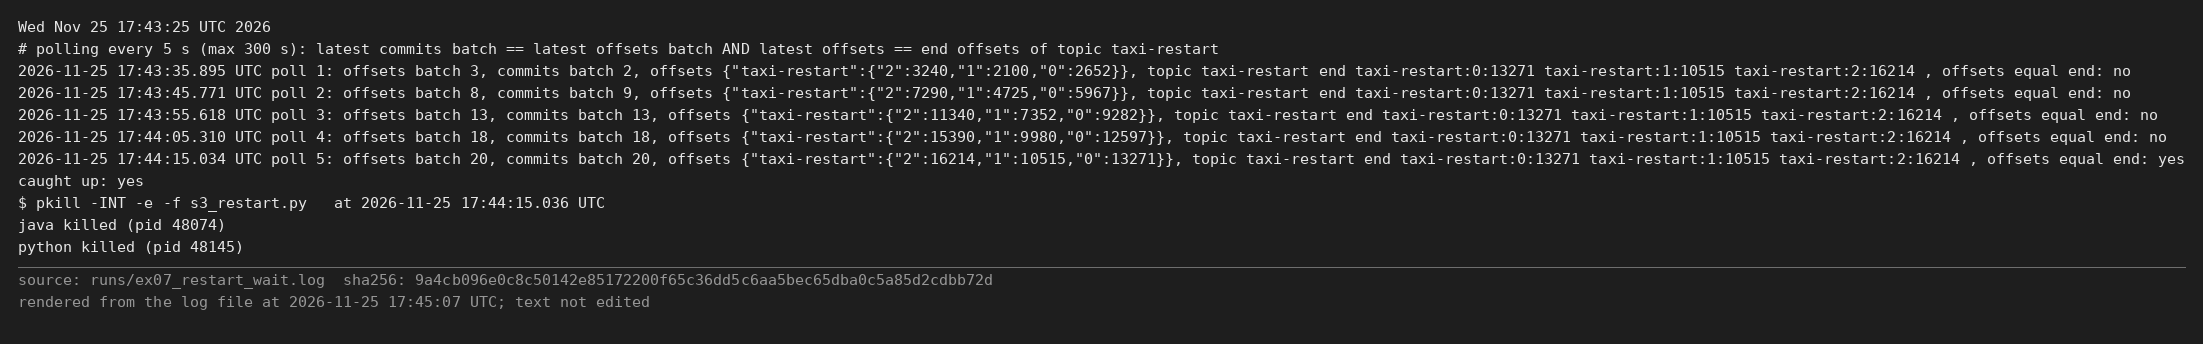 Wed Nov 25 17:43:25 UTC 2026
# polling every 5 s (max 300 s): latest commits batch == latest offsets batch AND latest offsets == end offsets of topic taxi-restart
2026-11-25 17:43:35.895 UTC poll 1: offsets batch 3, commits batch 2, offsets {"taxi-restart":{"2":3240,"1":2100,"0":2652}}, topic taxi-restart end taxi-restart:0:13271 taxi-restart:1:10515 taxi-restart:2:16214 , offsets equal end: no
2026-11-25 17:43:45.771 UTC poll 2: offsets batch 8, commits batch 9, offsets {"taxi-restart":{"2":7290,"1":4725,"0":5967}}, topic taxi-restart end taxi-restart:0:13271 taxi-restart:1:10515 taxi-restart:2:16214 , offsets equal end: no
2026-11-25 17:43:55.618 UTC poll 3: offsets batch 13, commits batch 13, offsets {"taxi-restart":{"2":11340,"1":7352,"0":9282}}, topic taxi-restart end taxi-restart:0:13271 taxi-restart:1:10515 taxi-restart:2:16214 , offsets equal end: no
2026-11-25 17:44:05.310 UTC poll 4: offsets batch 18, commits batch 18, offsets {"taxi-restart":{"2":15390,"1":9980,"0":12597}}, topic taxi-restart end taxi-restart:0:13271 taxi-restart:1:10515 taxi-restart:2:16214 , offsets equal end: no
2026-11-25 17:44:15.034 UTC poll 5: offsets batch 20, commits batch 20, offsets {"taxi-restart":{"2":16214,"1":10515,"0":13271}}, topic taxi-restart end taxi-restart:0:13271 taxi-restart:1:10515 taxi-restart:2:16214 , offsets equal end: yes
caught up: yes
$ pkill -INT -e -f s3_restart.py   at 2026-11-25 17:44:15.036 UTC
java killed (pid 48074)
python killed (pid 48145)
source: runs/ex07_restart_wait.log  sha256: 9a4cb096e0c8c50142e85172200f65c36dd5c6aa5bec65dba0c5a85d2cdbb72d
rendered from the log file at 2026-11-25 17:45:07 UTC; text not edited